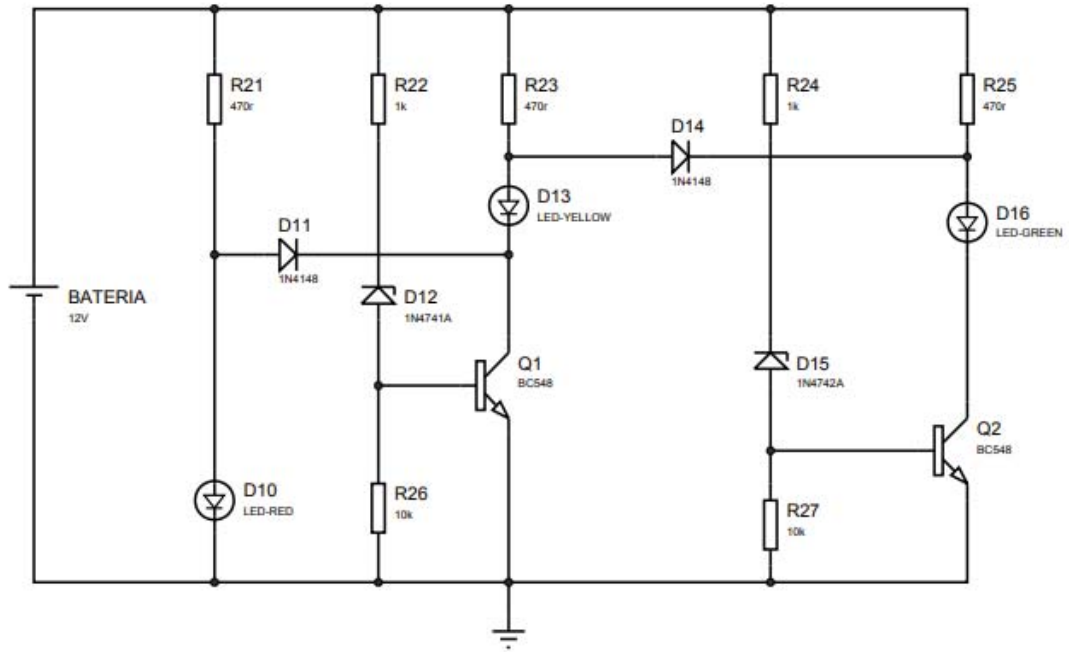 R21
470r
R22
1k
R23
470r
R24
1k
R25
470r
D14
1N4148
D13
LED-YELLOW
D16
LED-GREEN
D11
1N4148
BATERIA
12V
D12
1N4741A
Q1
BC548
D15
1N4742A
Q2
BC548
D10
LED-RED
R26
10k
R27
10k